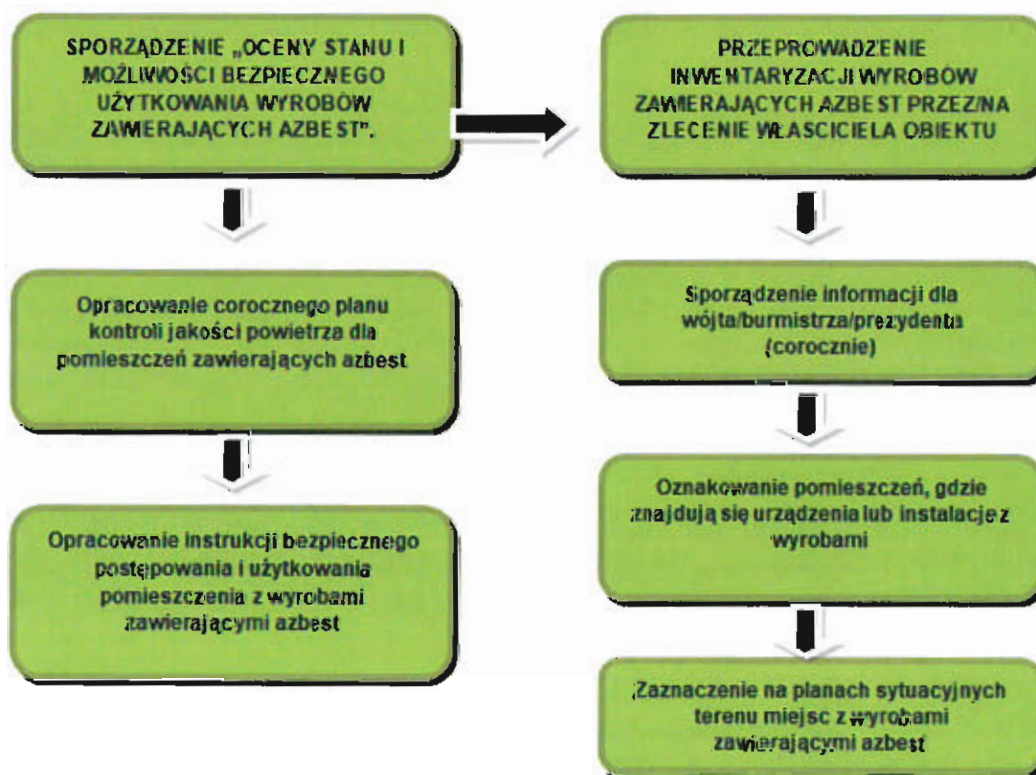 SPORZĄDZENIE „OCENY STANU I
MOŻLIWOŚCI BEZPIECZNEGO
UŻYTKOWANIA WYROBÓW
ZAWIERAJĄCYCH AZBEST”.
Opracowanie corocznego planu
kontroli jakości powietrza dla
pomieszczeń zawierających azbest
Opracowanie instrukcji bezpiecznego
postępowania i użytkowania
pomieszczenia z wyrobami
zawierającymi azbest
PRZEPROWADZENIE
INWENTARYZACJI WYROBÓW
ZAWIERAJĄCYCH AZBEST PRZEZ/NA
ZLECENIE WŁAŚCICIELA OBIEKTU
Sporządzenie informacji dla
wójta/burmistrza/prezydenta
(corocznie)
Oznakowanie pomieszczeń, gdzie
znajdują się urządzenia lub instalacje z
wyrobami
Zaznaczenie na planach sytuacyjnych
terenu miejsc z wyrobami
zawierającymi azbest